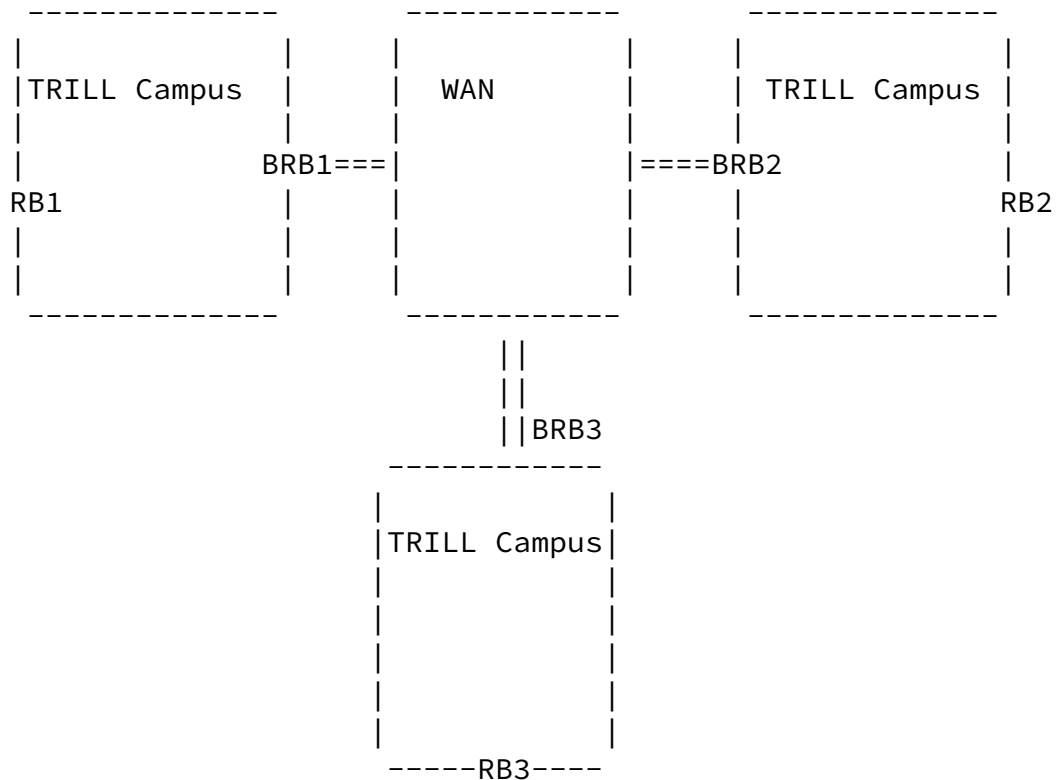 TRILL Campus WAN TRILL Campus
BRB1===| |====BRB2
RB1 RB2
BRB3
TRILL Campus
-----RB3----